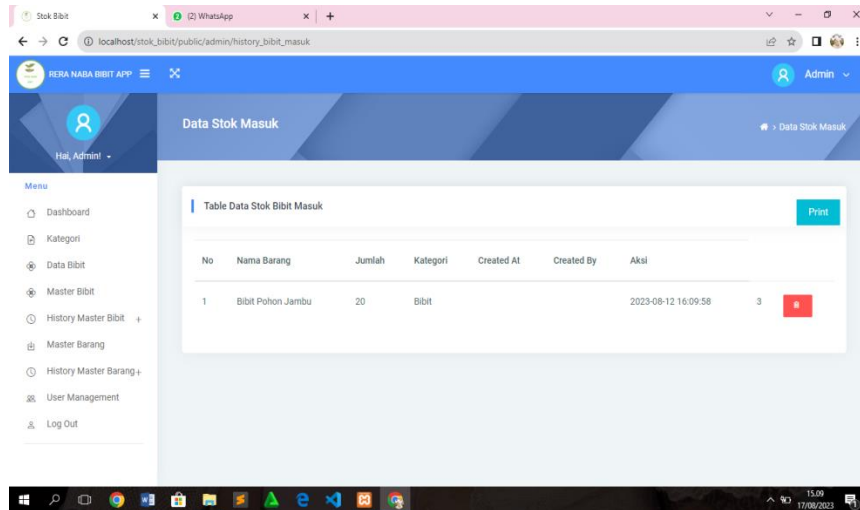 Stok Bibit
(2) WhatsApp
localhost/stok_bibit/public/admin/history_bibit_masuk
RERA NABA BIBIT APP
Admin
Hai, Admin!
Data Stok Masuk
> Data Stok Masuk
Menu
Dashboard
Kategori
Data Bibit
Master Bibit
History Master Bibit +
Master Barang
History Master Barang +
User Management
Log Out
Table Data Stok Bibit Masuk
Print
No Nama Barang Jumlah Kategori Created At Created By Aksi
1 Bibit Pohon Jambu 20 Bibit 2023-08-12 16:09:58 3
15.09
17/08/2023